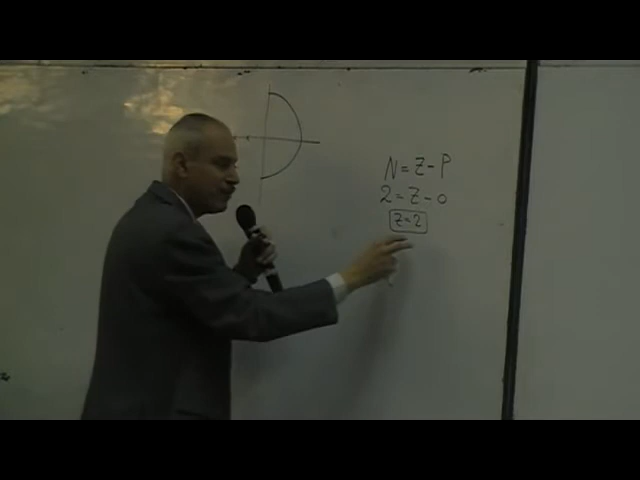 N = Z - P
2 = Z - 0
Z = 2